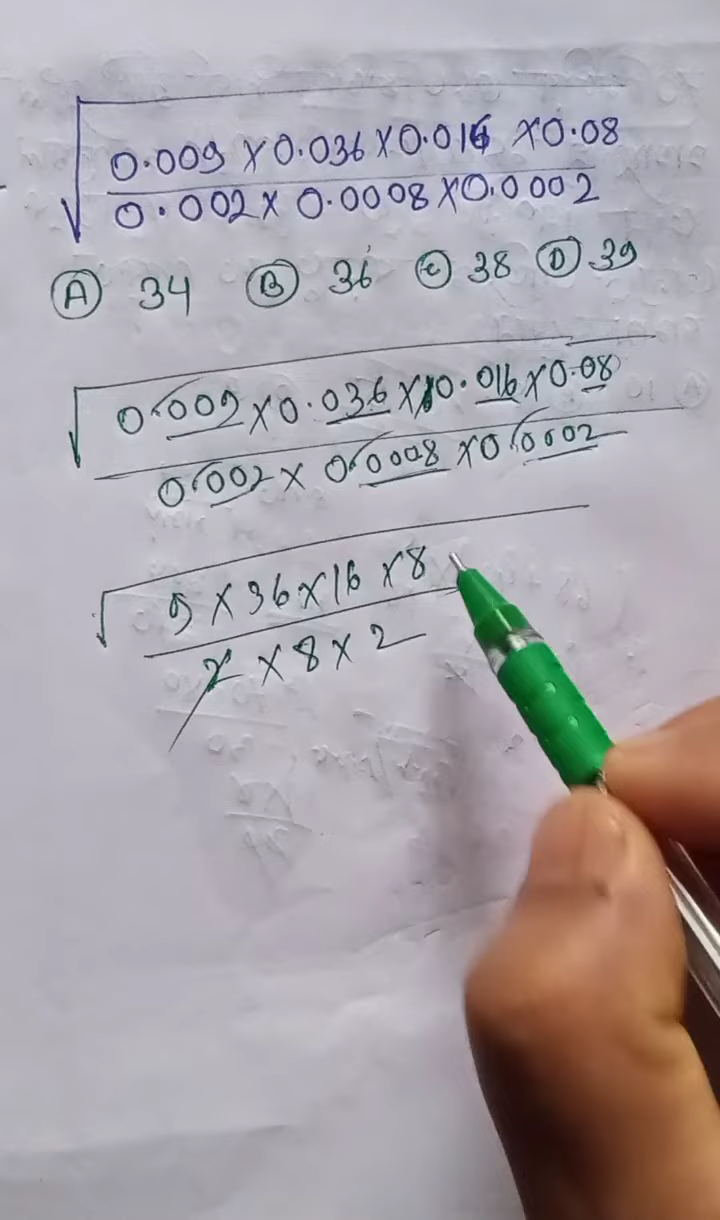 √(0.009 × 0.036 × 0.016 × 0.08
0.002 × 0.0008 × 0.0002)
Ⓐ 34 Ⓑ 36 Ⓒ 38 Ⓓ 39
√(0.009 × 0.036 × 0.016 × 0.08
0.002 × 0.0008 × 0.0002)
√(9 × 36 × 16 × 8
2 × 8 × 2)